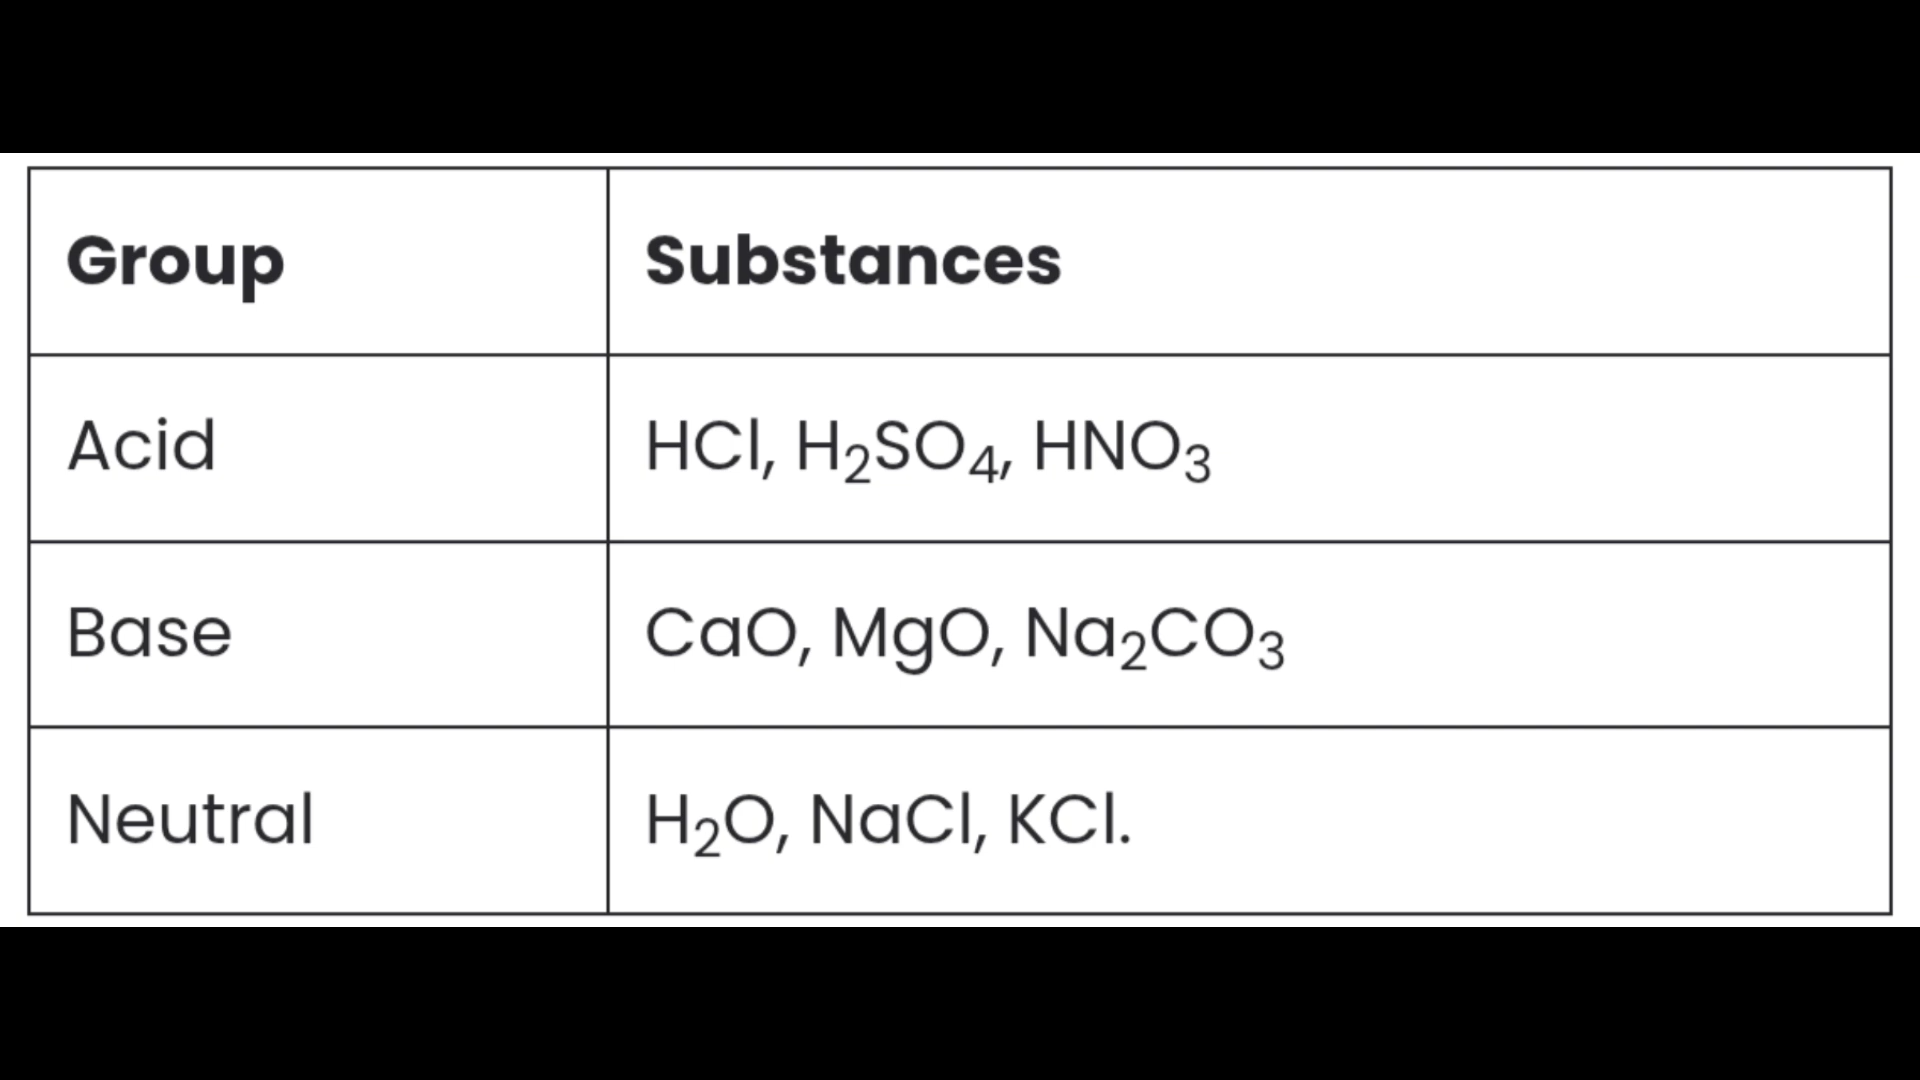 Group Substances
Acid HCl, H₂SO₄, HNO₃
Base CaO, MgO, Na₂CO₃
Neutral H₂O, NaCl, KCl.